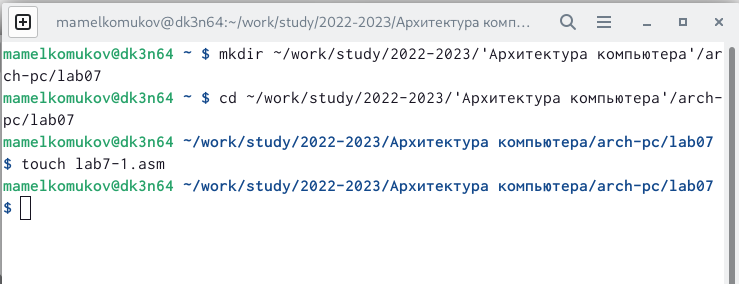 mamelkomukov@dk3n64:~/work/study/2022-2023/Архитектура комп…
mamelkomukov@dk3n64 ~ $ mkdir ~/work/study/2022-2023/'Архитектура компьютера'/ar
ch-pc/lab07
mamelkomukov@dk3n64 ~ $ cd ~/work/study/2022-2023/'Архитектура компьютера'/arch-
pc/lab07
mamelkomukov@dk3n64 ~/work/study/2022-2023/Архитектура компьютера/arch-pc/lab07
$ touch lab7-1.asm
mamelkomukov@dk3n64 ~/work/study/2022-2023/Архитектура компьютера/arch-pc/lab07
$